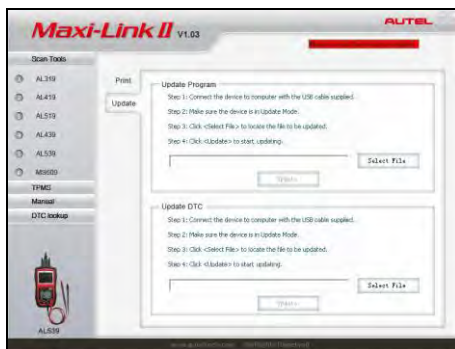 Maxi-Link II V1.03
AUTEL
Scan Tools
AL319
AL419
AL519
AL439
AL539
MS509
TPMS
Manual
DTC lookup
AL539
Print
Update
Update Program
Step 1: Connect the device to computer with the USB cable supplied.
Step 2: Make sure the device is in Update Mode.
Step 3: Click <Select File> to locate the file to be updated.
Step 4: Click <Update> to start updating.
Select File
Update DTC
Step 1: Connect the device to computer with the USB cable supplied.
Step 2: Make sure the device is in Update Mode.
Step 3: Click <Select File> to locate the file to be updated.
Step 4: Click <Update> to start updating.
Select File